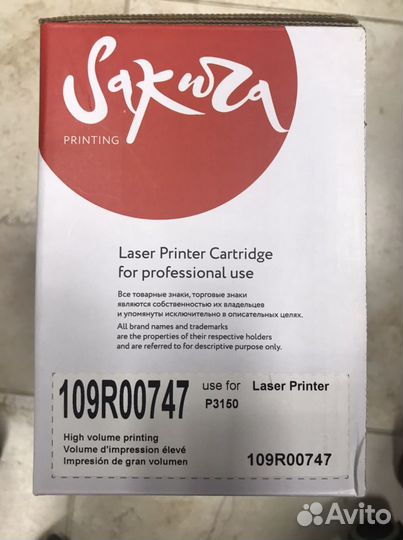 Sakura
PRINTING
Laser Printer Cartridge
for professional use
Все товарные знаки, торговые знаки
являются собственностью их владельцев
и упомянуты исключительно в описательных целях.
All brand names and trademarks
are the properties of their respective holders
and are referred to for descriptive purpose only.
109R00747 use for Laser Printer
P3150
High volume printing
Volume d'impression élevé
Impresión de gran volumen 109R00747
Avito